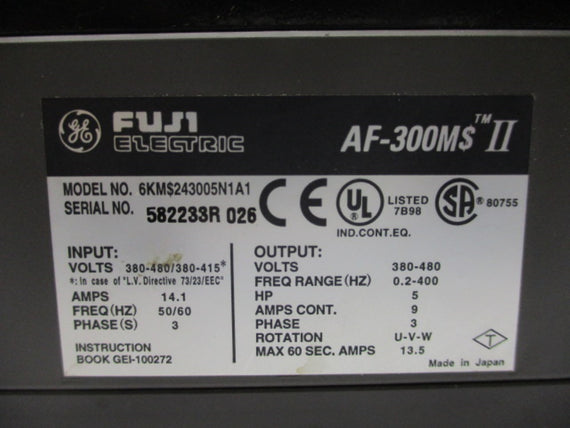 GE FUJI ELECTRIC
AF-300M$™ II
MODEL NO. 6KM$243005N1A1
SERIAL NO. 582233R 026
CE
UL
LISTED 7B98
IND.CONT.EQ.
SA ® 80755
INPUT:
VOLTS 380-480/380-415*
*: In case of "L.V. Directive 73/23/EEC"
AMPS 14.1
FREQ (HZ) 50/60
PHASE(S) 3
INSTRUCTION
BOOK GEI-100272
OUTPUT:
VOLTS 380-480
FREQ RANGE (HZ) 0.2-400
HP 5
AMPS CONT. 9
PHASE 3
ROTATION U-V-W
MAX 60 SEC. AMPS 13.5
T
Made in Japan